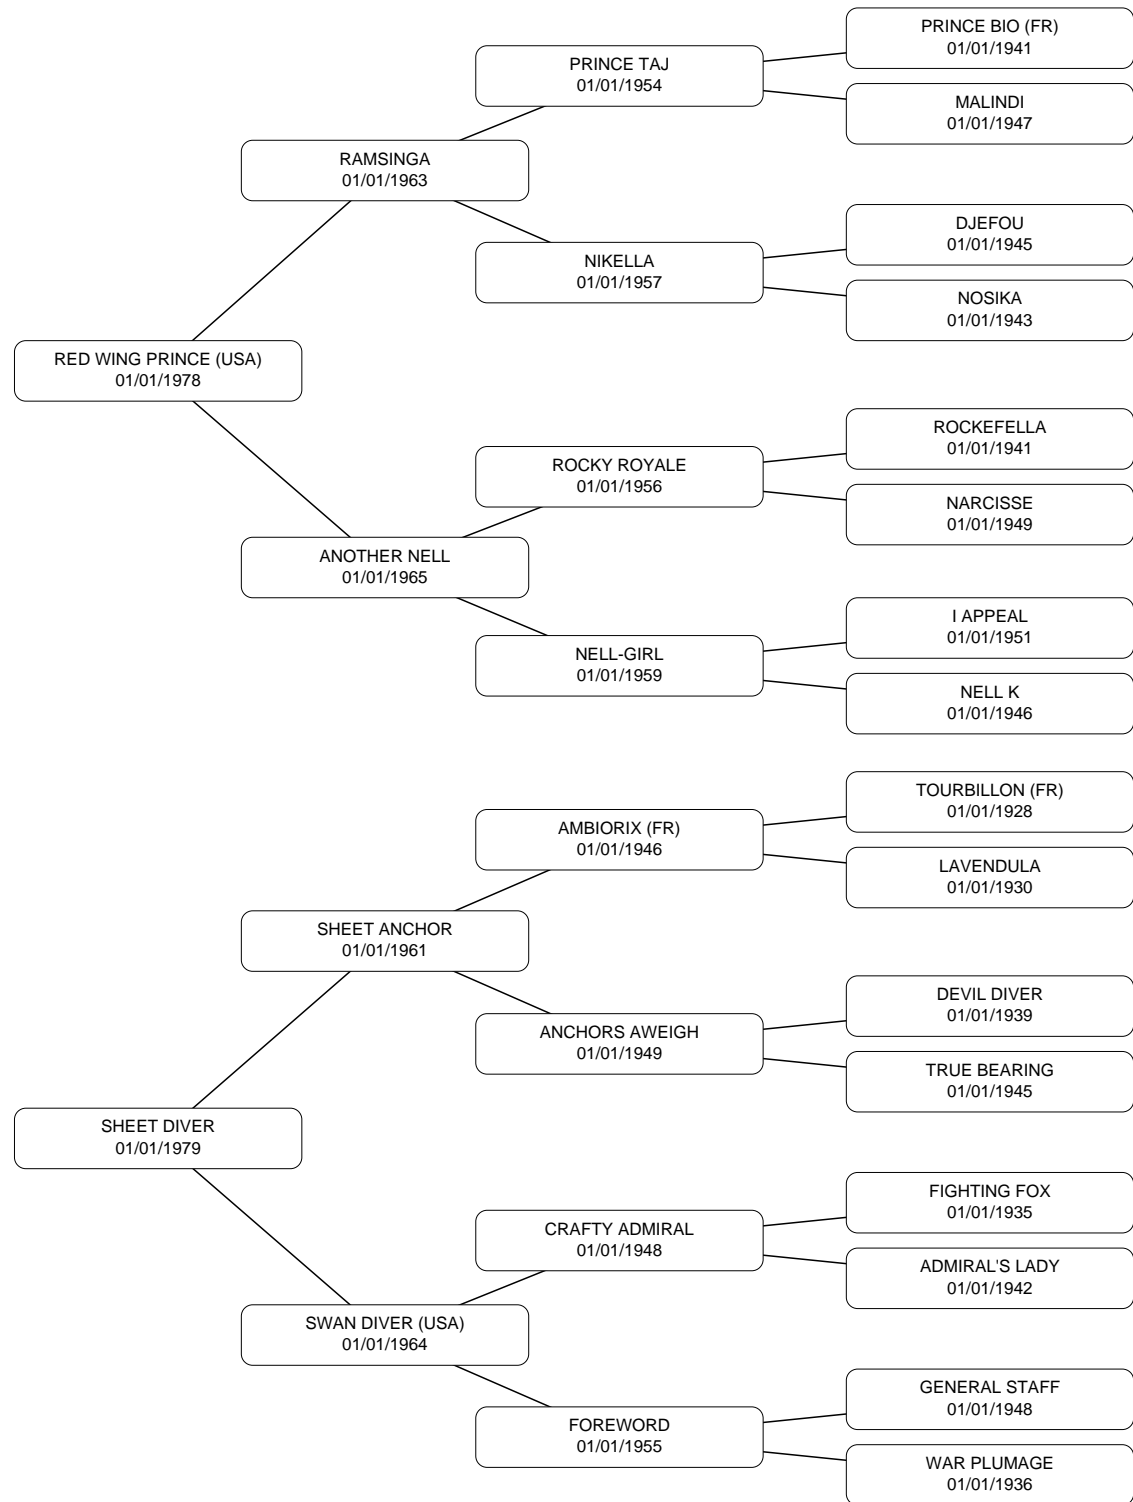 PRINCE BIO (FR)
01/01/1941
PRINCE TAJ
01/01/1954
MALINDI
01/01/1947
RAMSINGA
01/01/1963
DJEFOU
01/01/1945
NIKELLA
01/01/1957
NOSIKA
01/01/1943
RED WING PRINCE (USA)
01/01/1978
ROCKEFELLA
01/01/1941
ROCKY ROYALE
01/01/1956
NARCISSE
01/01/1949
ANOTHER NELL
01/01/1965
I APPEAL
01/01/1951
NELL-GIRL
01/01/1959
NELL K
01/01/1946
TOURBILLON (FR)
01/01/1928
AMBIORIX (FR)
01/01/1946
LAVENDULA
01/01/1930
SHEET ANCHOR
01/01/1961
DEVIL DIVER
01/01/1939
ANCHORS AWEIGH
01/01/1949
TRUE BEARING
01/01/1945
SHEET DIVER
01/01/1979
FIGHTING FOX
01/01/1935
CRAFTY ADMIRAL
01/01/1948
ADMIRAL'S LADY
01/01/1942
SWAN DIVER (USA)
01/01/1964
GENERAL STAFF
01/01/1948
FOREWORD
01/01/1955
WAR PLUMAGE
01/01/1936